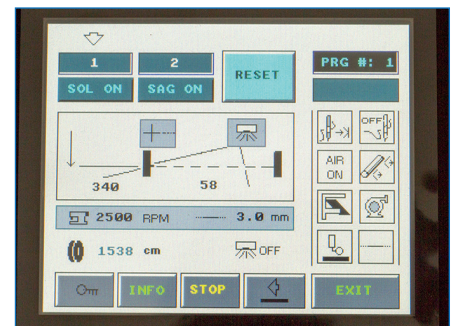 1 2
RESET
PRG #: 1
SOL ON SAG ON
OFF
AIR
ON
340 58
2500 RPM 3.0 mm
1538 cm OFF
INFO STOP EXIT